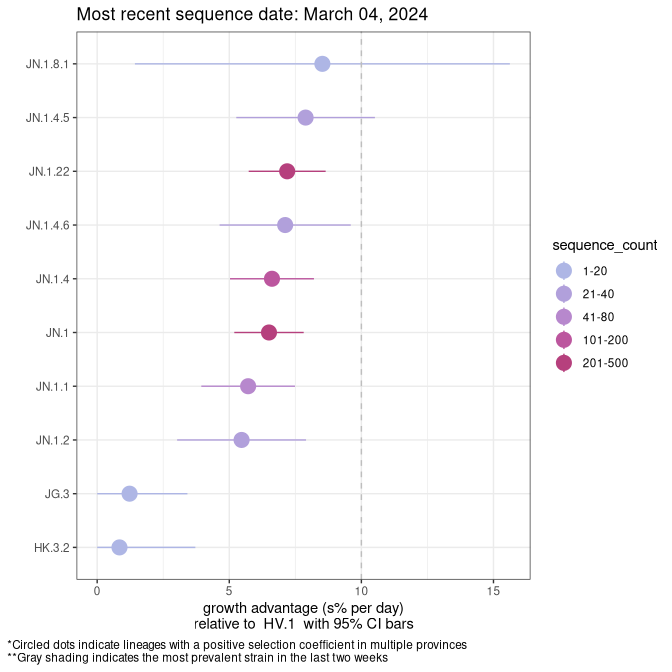 Most recent sequence date: March 04, 2024
JN.1.8.1
JN.1.4.5
JN.1.22
JN.1.4.6
JN.1.4
JN.1
JN.1.1
JN.1.2
JG.3
HK.3.2
0
5
10
15
growth advantage (s% per day)
relative to HV.1 with 95% CI bars
sequence_count
1-20
21-40
41-80
101-200
201-500
*Circled dots indicate lineages with a positive selection coefficient in multiple provinces
**Gray shading indicates the most prevalent strain in the last two weeks